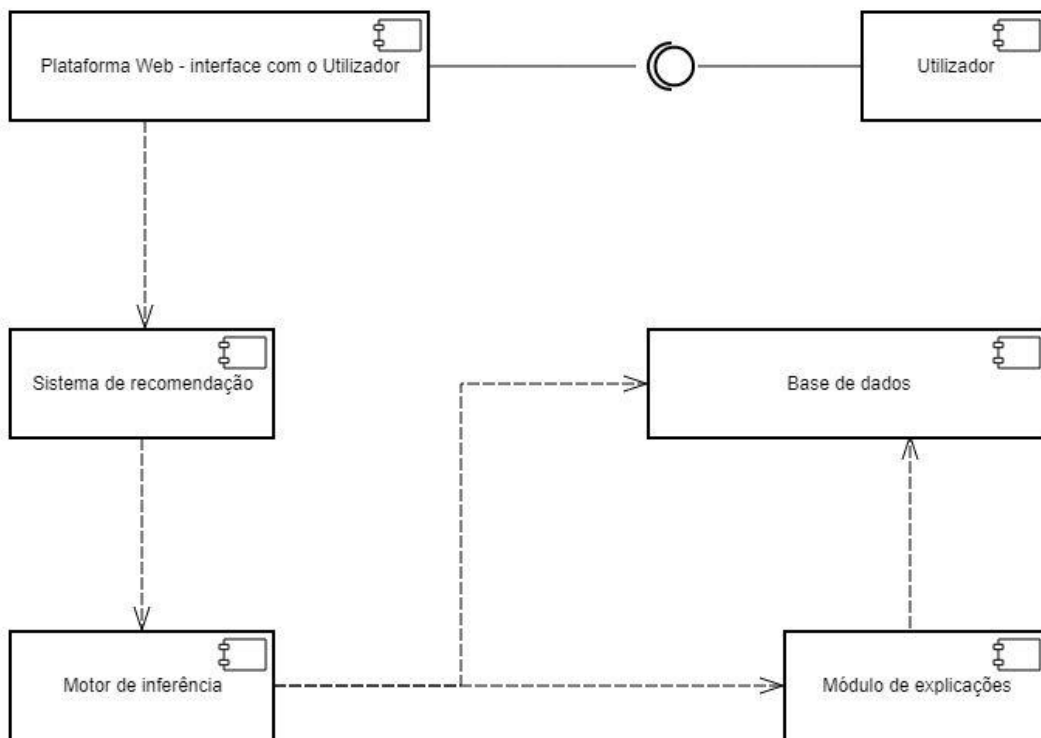 Plataforma Web - interface com o Utilizador
Utilizador
Sistema de recomendação
Base de dados
Motor de inferência
Módulo de explicações